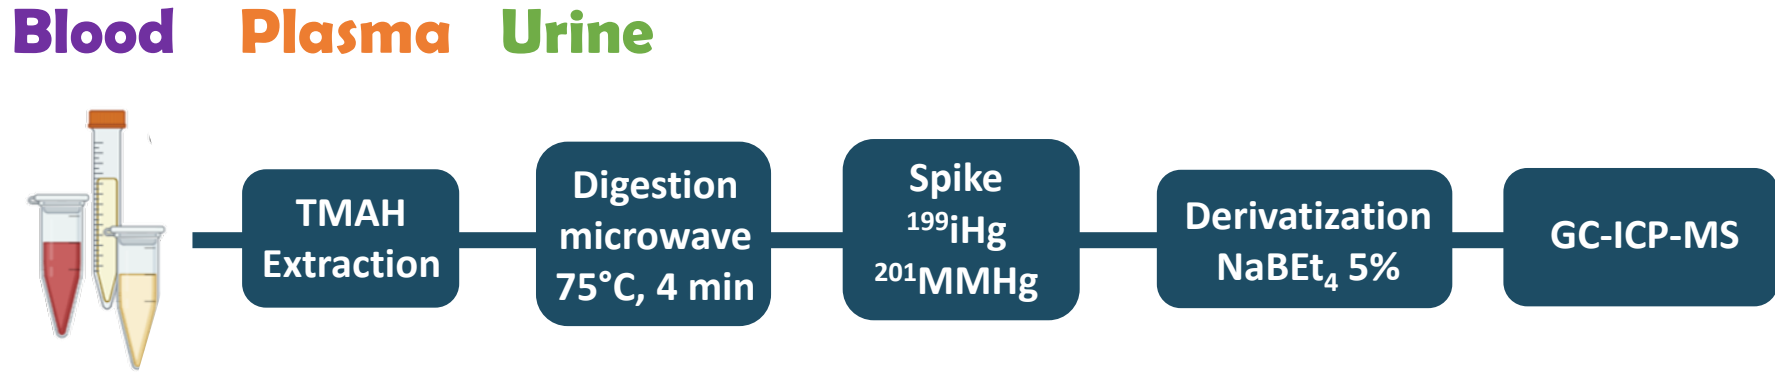 Blood Plasma Urine
TMAH
Extraction
Digestion
microwave
75°C, 4 min
Spike
¹⁹⁹iHg
²⁰¹MMHg
Derivatization
NaBEt₄ 5%
GC-ICP-MS